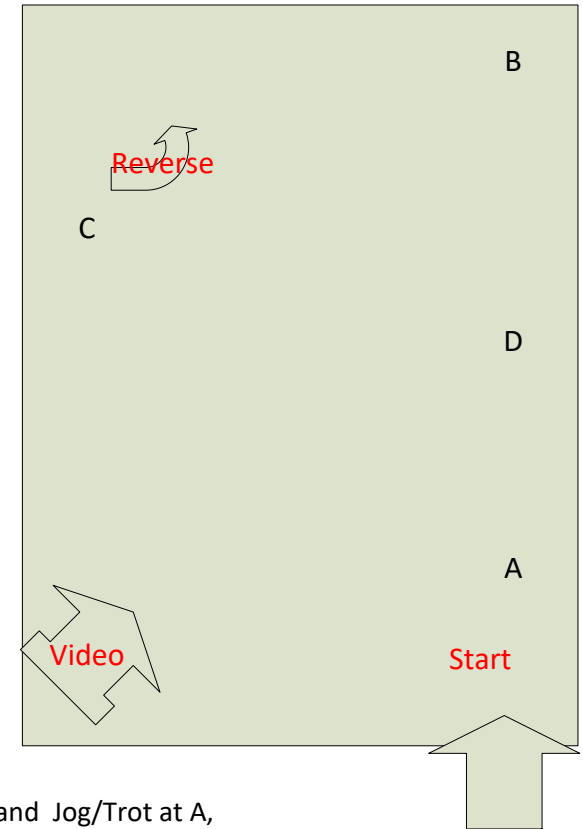 B
Reverse
C
D
A
Video
Start
and Jog/Trot at A,